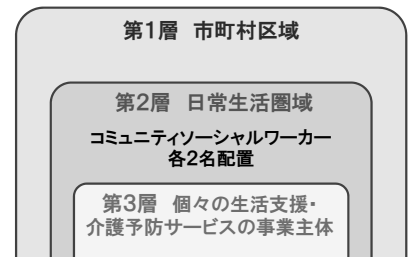 第1層 市町村区域
第2層 日常生活圏域
コミュニティソーシャルワーカー
各2名配置
第3層 個々の生活支援・
介護予防サービスの事業主体